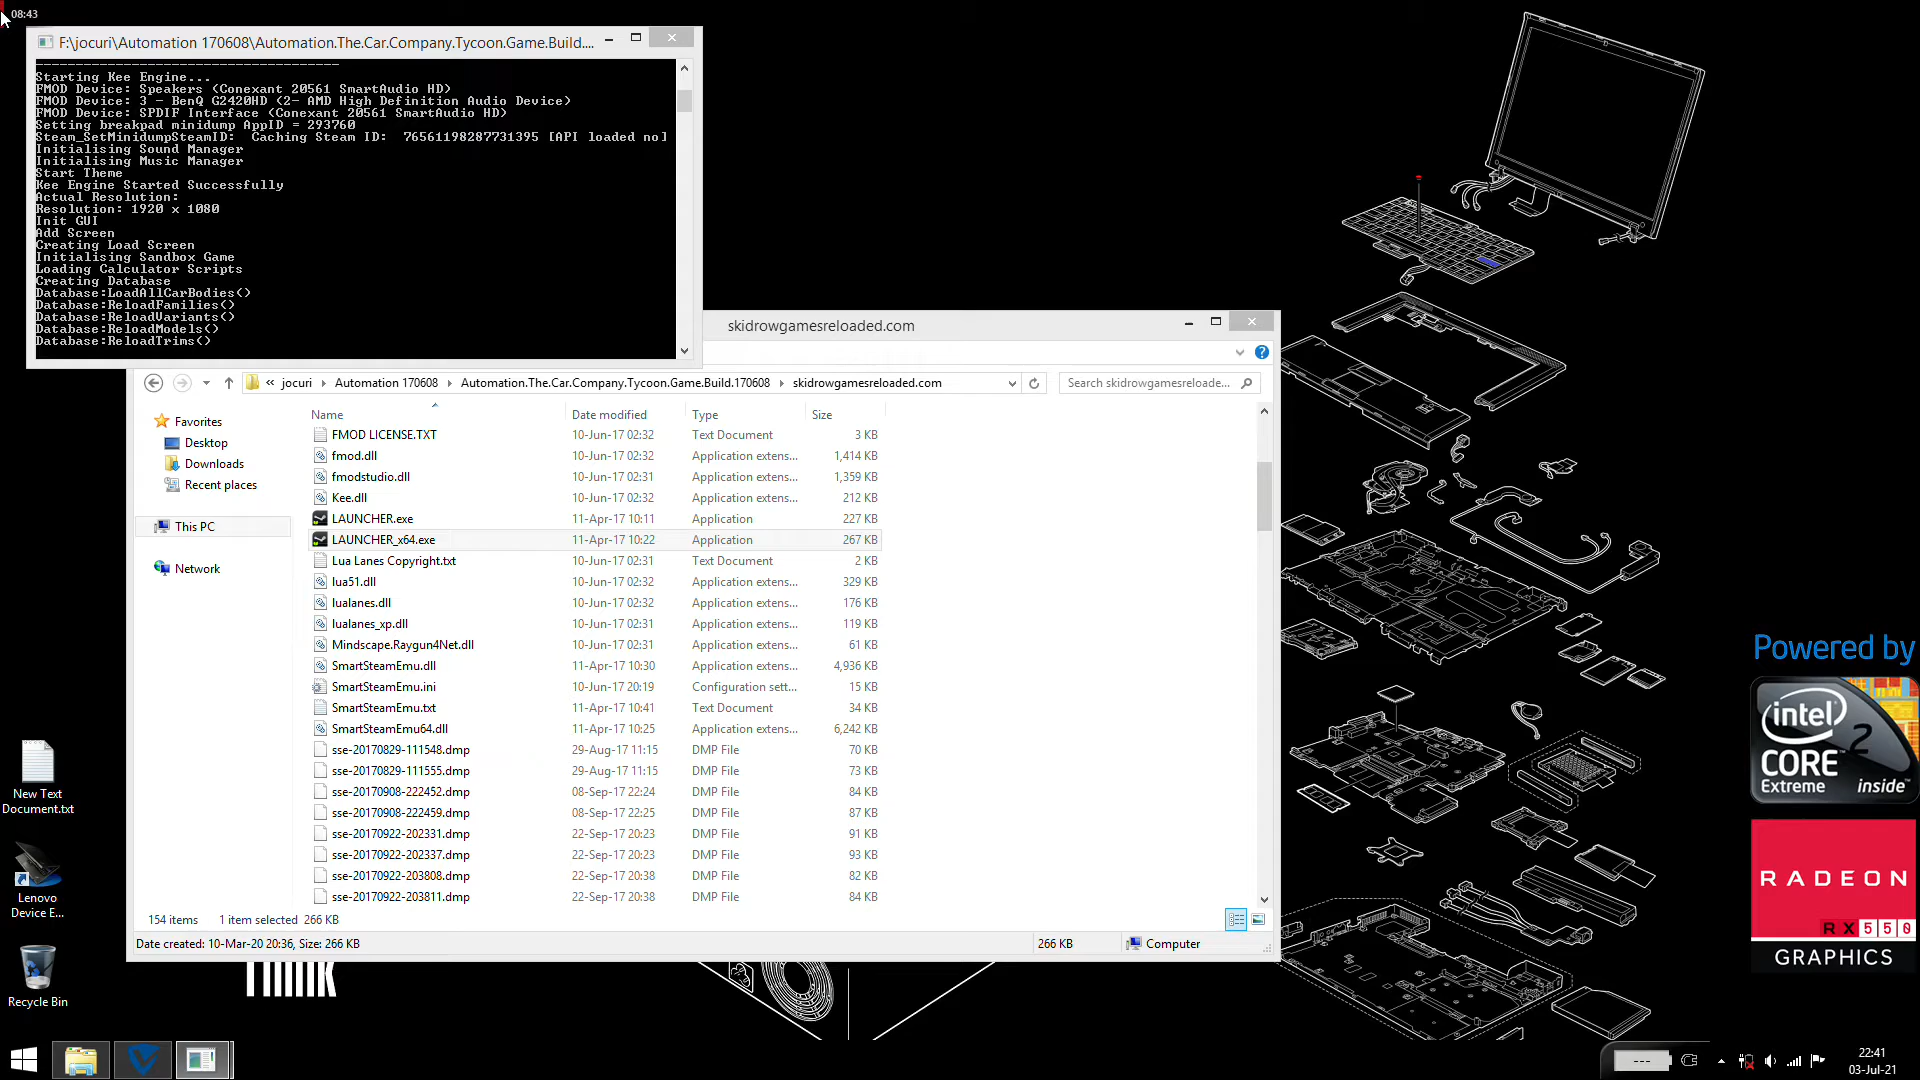 08:43
F:\jocuri\Automation 170608\Automation.The.Car.Company.Tycoon.Game.Build....
--------------------------------------
Starting Kee Engine...
FMOD Device: Speakers (Conexant 20561 SmartAudio HD)
FMOD Device: 3 - BenQ G2420HD (2- AMD High Definition Audio Device)
FMOD Device: SPDIF Interface (Conexant 20561 SmartAudio HD)
Setting breakpad minidump AppID = 293760
Steam_SetMinidumpSteamID:  Caching Steam ID:  76561198287731395 [API loaded no]
Initialising Sound Manager
Initialising Music Manager
Start Theme
Kee Engine Started Successfully
Actual Resolution:
Resolution: 1920 x 1080
Init GUI
Add Screen
Creating Load Screen
Initialising Sandbox Game
Loading Calculator Scripts
Creating Database
Database:LoadAllCarBodies()
Database:ReloadFamilies()
Database:ReloadVariants()
Database:ReloadModels()
Database:ReloadTrims()
skidrowgamesreloaded.com
« jocuri Automation 170608 Automation.The.Car.Company.Tycoon.Game.Build.170608 skidrowgamesreloaded.com
Search skidrowgamesreloade...
Favorites
Desktop
Downloads
Recent places
This PC
Network
Name Date modified Type Size
FMOD LICENSE.TXT 10-Jun-17 02:32 Text Document 3 KB
fmod.dll 10-Jun-17 02:32 Application extens... 1,414 KB
fmodstudio.dll 10-Jun-17 02:31 Application extens... 1,359 KB
Kee.dll 10-Jun-17 02:32 Application extens... 212 KB
LAUNCHER.exe 11-Apr-17 10:11 Application 227 KB
LAUNCHER_x64.exe 11-Apr-17 10:22 Application 267 KB
Lua Lanes Copyright.txt 10-Jun-17 02:31 Text Document 2 KB
lua51.dll 10-Jun-17 02:32 Application extens... 329 KB
lualanes.dll 10-Jun-17 02:32 Application extens... 176 KB
lualanes_xp.dll 10-Jun-17 02:31 Application extens... 119 KB
Mindscape.Raygun4Net.dll 10-Jun-17 02:31 Application extens... 61 KB
SmartSteamEmu.dll 11-Apr-17 10:30 Application extens... 4,936 KB
SmartSteamEmu.ini 10-Jun-17 20:19 Configuration sett... 15 KB
SmartSteamEmu.txt 11-Apr-17 10:41 Text Document 34 KB
SmartSteamEmu64.dll 11-Apr-17 10:25 Application extens... 6,242 KB
sse-20170829-111548.dmp 29-Aug-17 11:15 DMP File 70 KB
sse-20170829-111555.dmp 29-Aug-17 11:15 DMP File 73 KB
sse-20170908-222452.dmp 08-Sep-17 22:24 DMP File 84 KB
sse-20170908-222459.dmp 08-Sep-17 22:25 DMP File 87 KB
sse-20170922-202331.dmp 22-Sep-17 20:23 DMP File 91 KB
sse-20170922-202337.dmp 22-Sep-17 20:23 DMP File 93 KB
sse-20170922-203808.dmp 22-Sep-17 20:38 DMP File 82 KB
sse-20170922-203811.dmp 22-Sep-17 20:38 DMP File 84 KB
154 items 1 item selected 266 KB
Date created: 10-Mar-20 20:36, Size: 266 KB
266 KB
Computer
New Text
Document.txt
Lenovo
Device E...
Recycle Bin
Powered by
intel
CORE 2
Extreme inside™
RADEON
RX 550
GRAPHICS
---
22:41
03-Jul-21